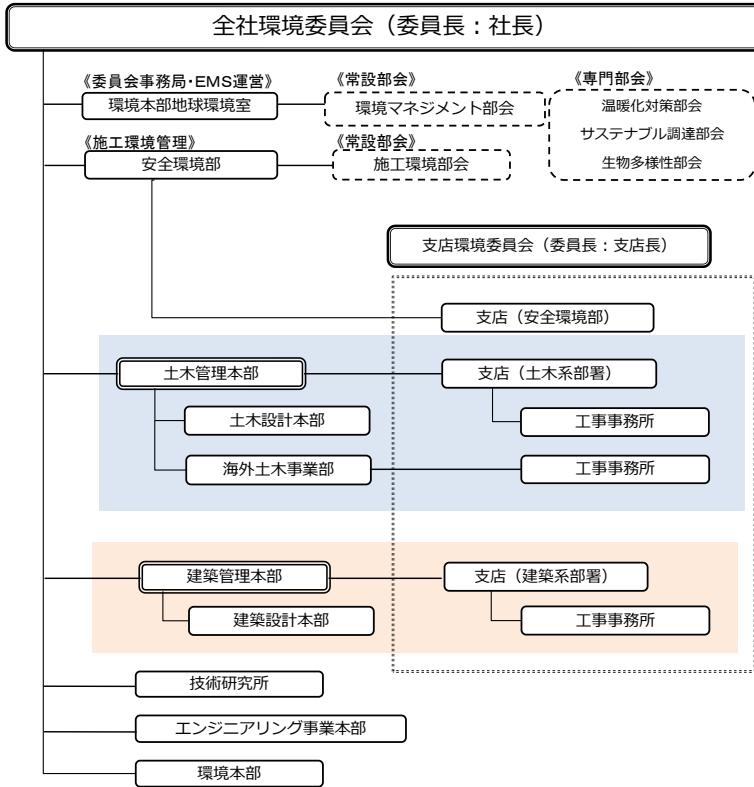 全社環境委員会（委員長：社長）
《委員会事務局・EMS運営》
環境本部地球環境室
《常設部会》
環境マネジメント部会
《専門部会》
温暖化対策部会
サステナブル調達部会
生物多様性部会
《施工環境管理》
安全環境部
《常設部会》
施工環境部会
支店環境委員会（委員長：支店長）
支店（安全環境部）
土木管理本部
支店（土木系部署）
土木設計本部
工事事務所
海外土木事業部
工事事務所
建築管理本部
支店（建築系部署）
建築設計本部
工事事務所
技術研究所
エンジニアリング事業本部
環境本部